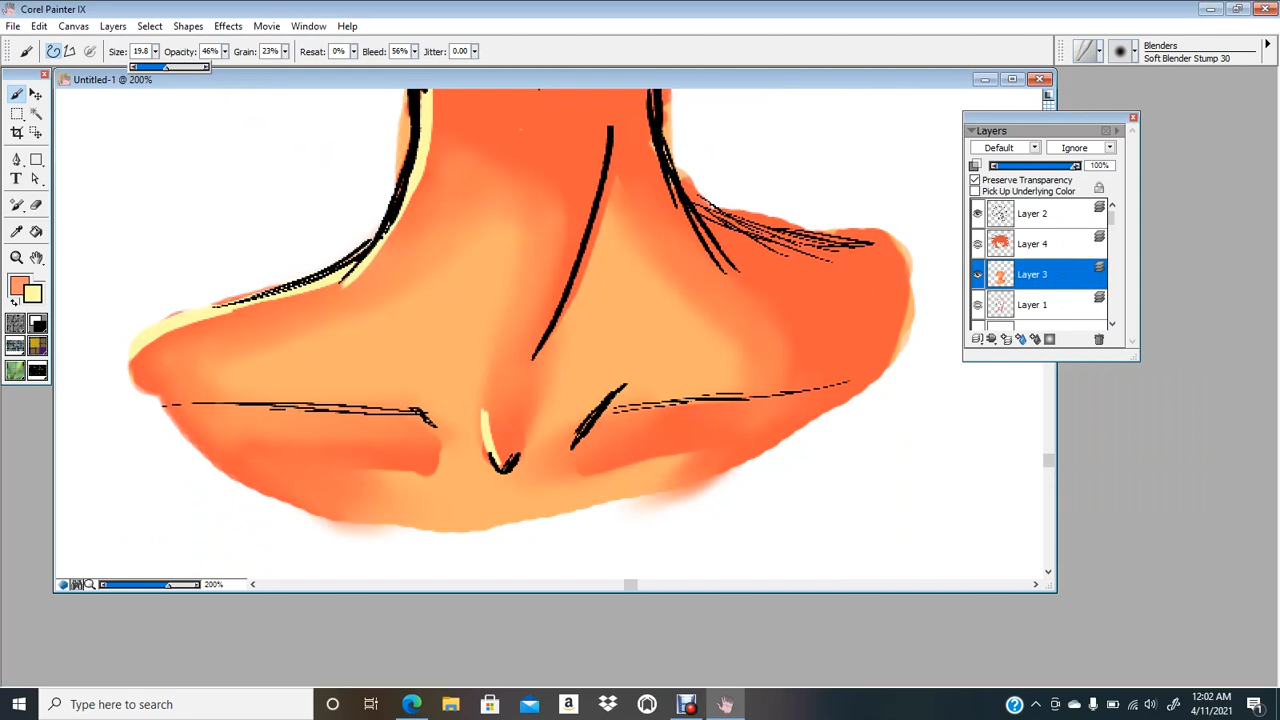 Corel Painter IX
File Edit Canvas Layers Select Shapes Effects Movie Window Help
Size: 19.8 Opacity: 46% Grain: 23% Resat: 0% Bleed: 56% Jitter: 0.00
Blenders
Soft Blender Stump 30
Untitled-1 @ 200%
Layers
Default Ignore
100%
Preserve Transparency
Pick Up Underlying Color
Layer 2
Layer 4
Layer 3
Layer 1
T
200%
Type here to search
12:02 AM
4/11/2021